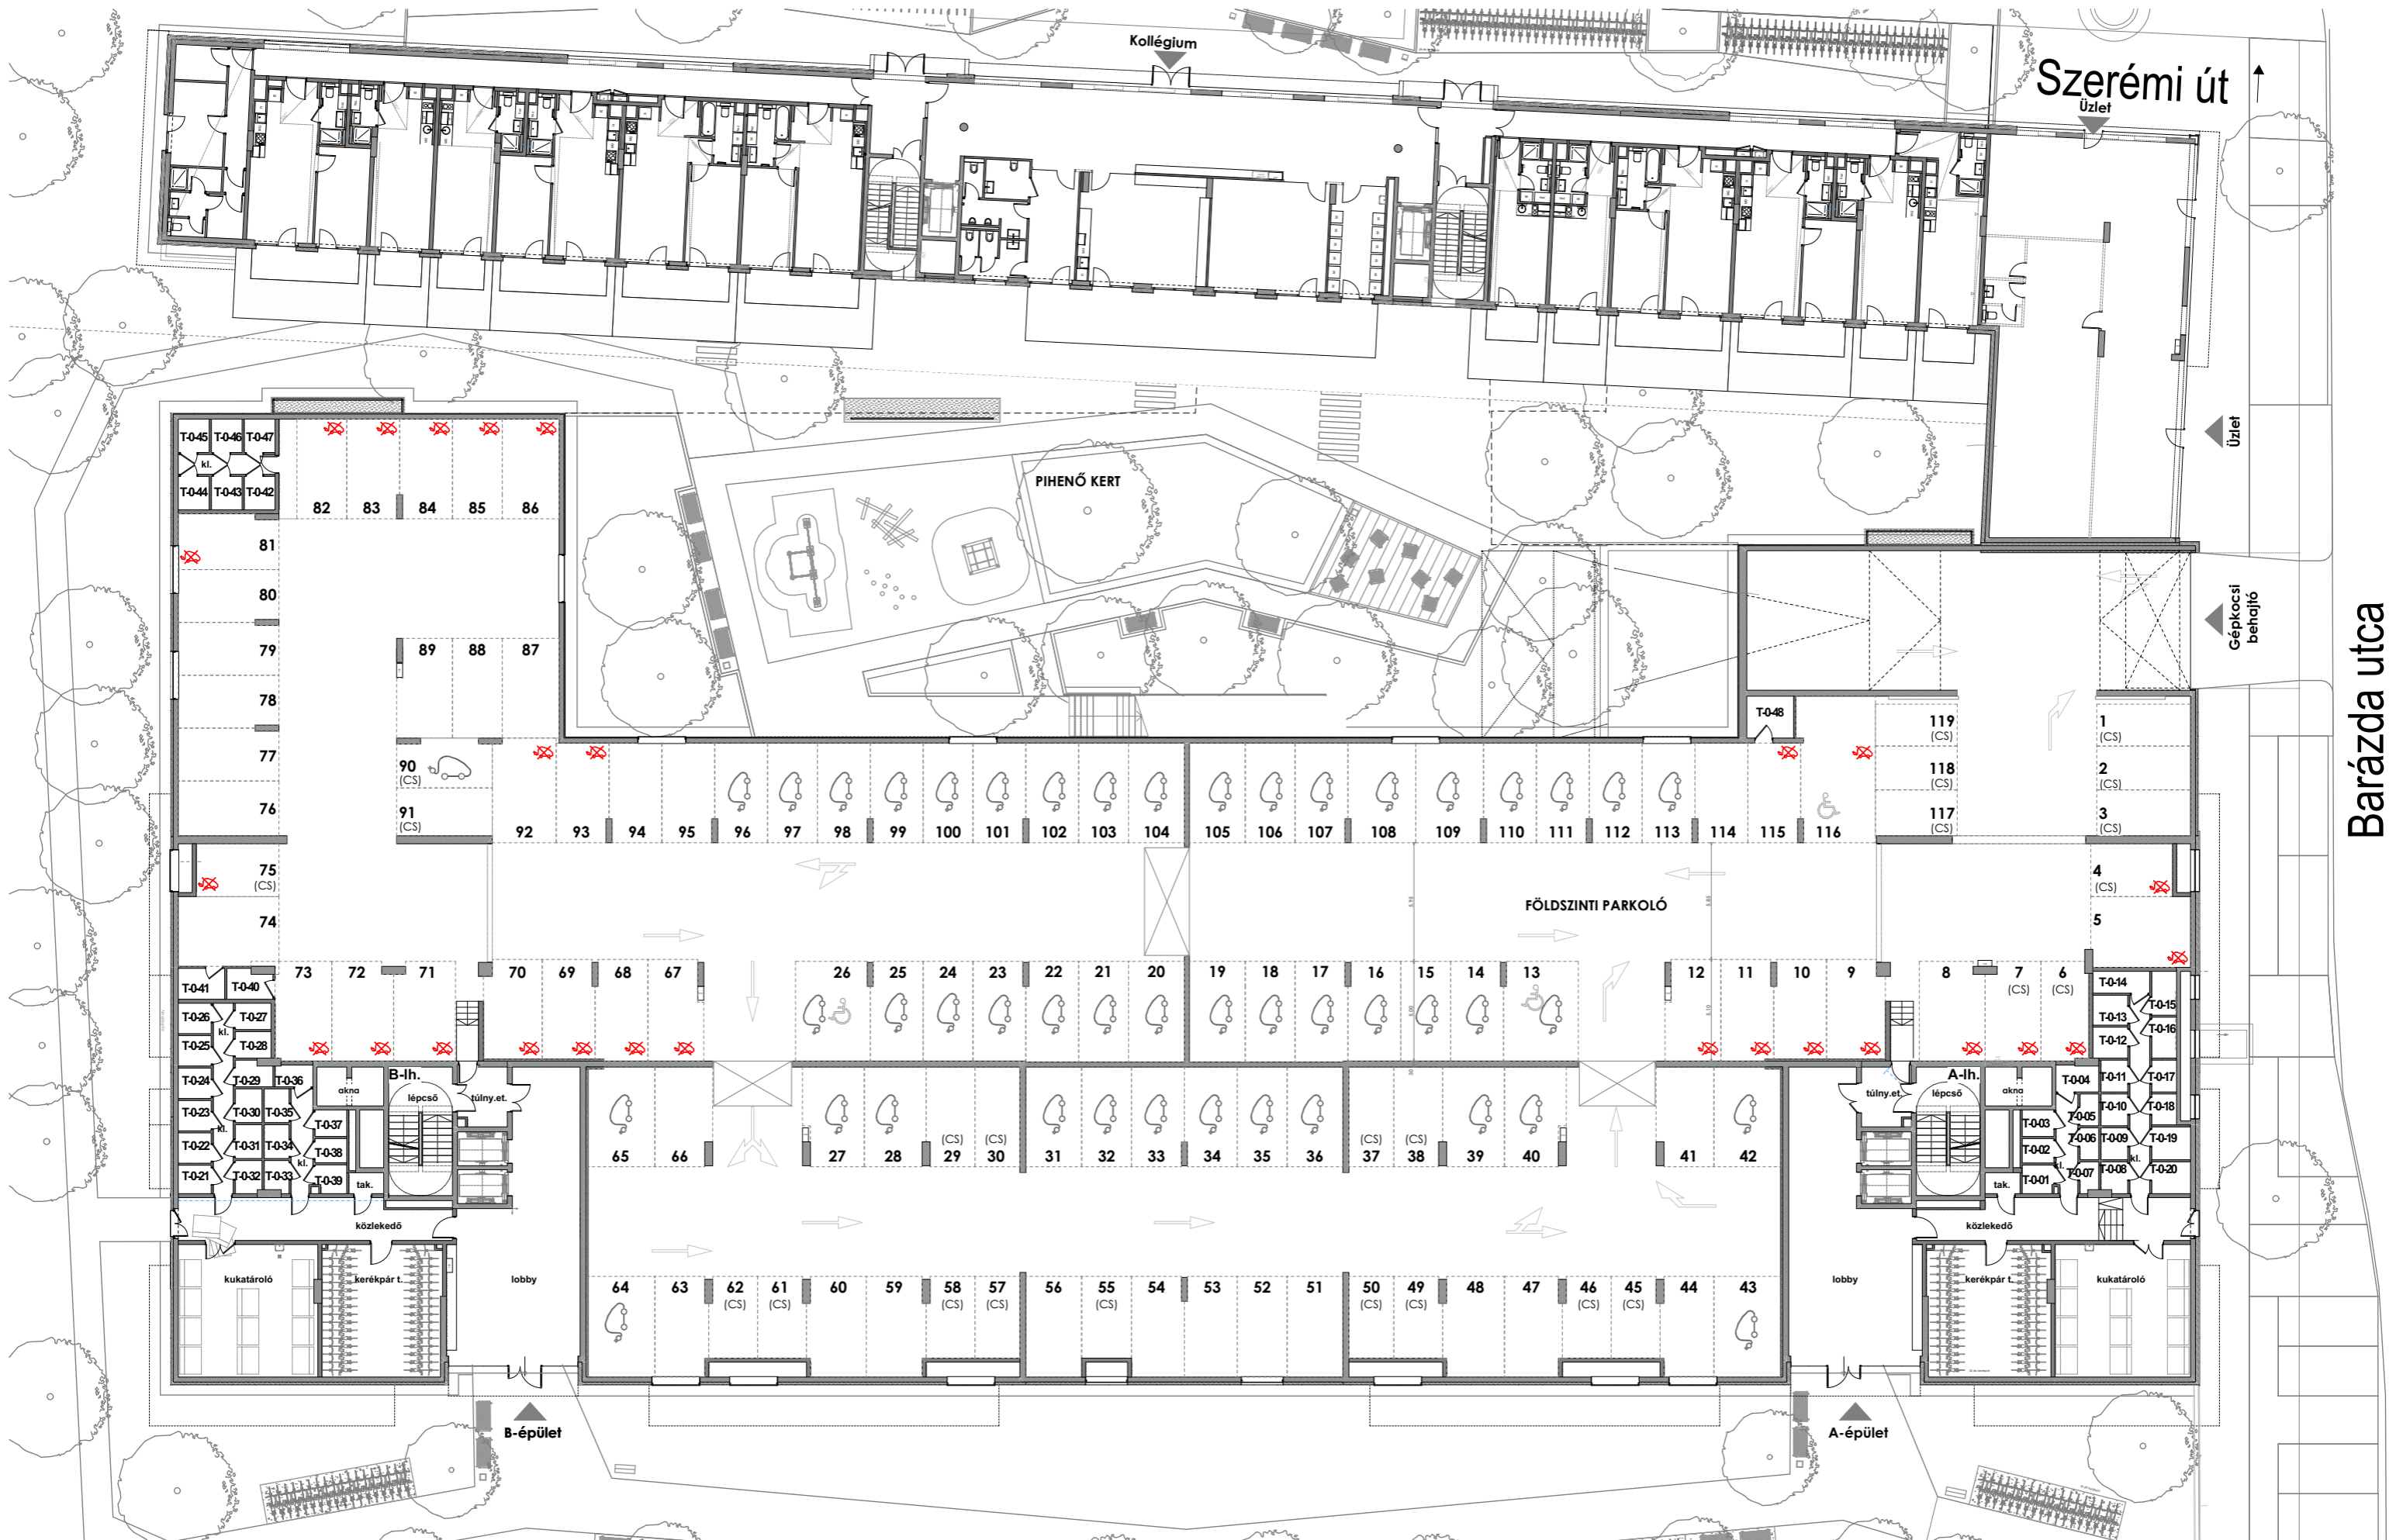 Kollégium
Szerémi út
Üzlet
Üzlet
Gépkocsi
behajtó
Barázda utca
PIHENŐ KERT
T-0-45 T-0-46 T-0-47
kl.
T-0-44 T-0-43 T-0-42
82 83 84 85 86
81
80
79
78
77
76
89 88 87
90
(CS)
91
(CS)
T-0-48
119
(CS)
118
(CS)
117
(CS)
1
(CS)
2
(CS)
3
(CS)
92 93 94 95 96 97 98 99 100 101 102 103 104 105 106 107 108 109 110 111 112 113 114 115 116
75
(CS)
74
4
(CS)
5
FÖLDSZINTI PARKOLÓ
73 72 71 70 69 68 67 26 25 24 23 22 21 20 19 18 17 16 15 14 13 12 11 10 9 8 7 6
(CS) (CS)
T-0-41 T-0-40
T-0-26 T-0-27
kl.
T-0-25 T-0-28
T-0-24 T-0-29 T-0-36
T-0-23 T-0-30 T-0-35
kl. T-0-37
T-0-22 T-0-31 T-0-34
T-0-38
kl.
T-0-21 T-0-32 T-0-33 T-0-39
akna
B-lh.
lépcső
túlny.et.
tak.
közlekedő
kukatároló
kerékpár t.
lobby
65 66 27 28 29 30 31 32 33 34 35 36 37 38 39 40 41 42
(CS) (CS) (CS) (CS)
64 63 62 61 60 59 58 57 56 55 54 53 52 51 50 49 48 47 46 45 44 43
(CS) (CS) (CS) (CS) (CS) (CS) (CS) (CS) (CS)
T-0-14
T-0-15
T-0-13
T-0-16
T-0-12
T-0-04 T-0-11 T-0-17
T-0-05 T-0-10 T-0-18
T-0-03
T-0-06 T-0-09 T-0-19
T-0-02
kl. kl.
T-0-01 T-0-07 T-0-08 T-0-20
túlny.et.
A-lh.
lépcső
akna
tak.
közlekedő
lobby
kerékpár t.
kukatároló
B-épület
A-épület